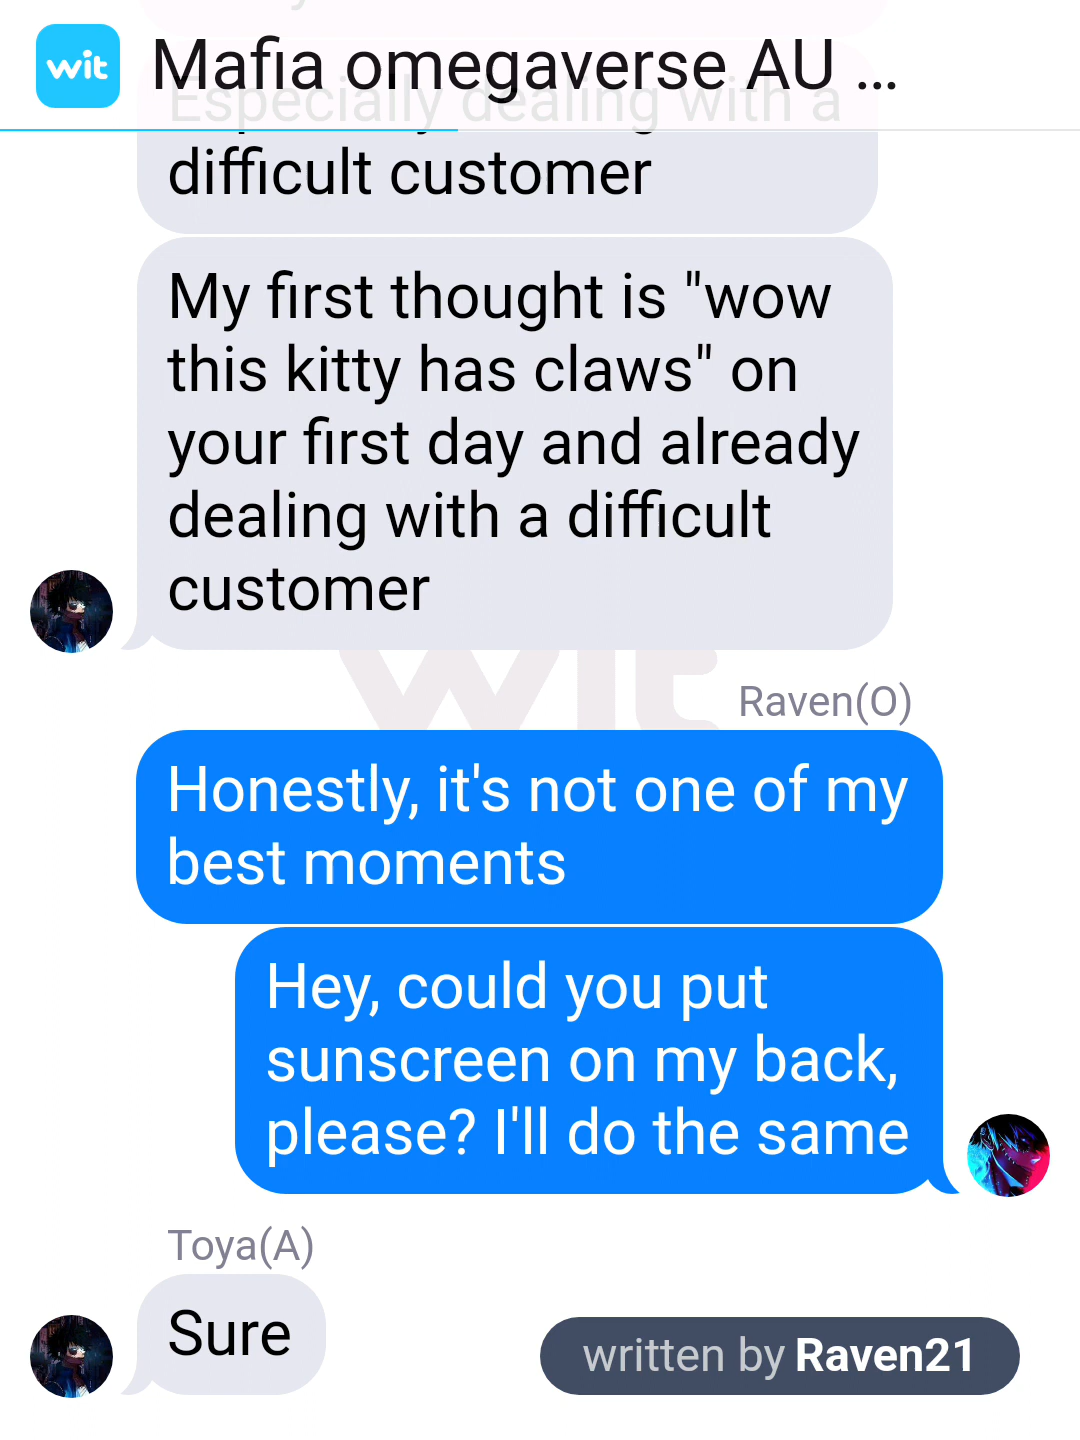 wit
Mafia omegaverse AU ...
Especially dealing with a
difficult customer
My first thought is "wow
this kitty has claws" on
your first day and already
dealing with a difficult
customer
wit
Raven(O)
Honestly, it's not one of my
best moments
Hey, could you put
sunscreen on my back,
please? I'll do the same
Toya(A)
Sure
written by Raven21